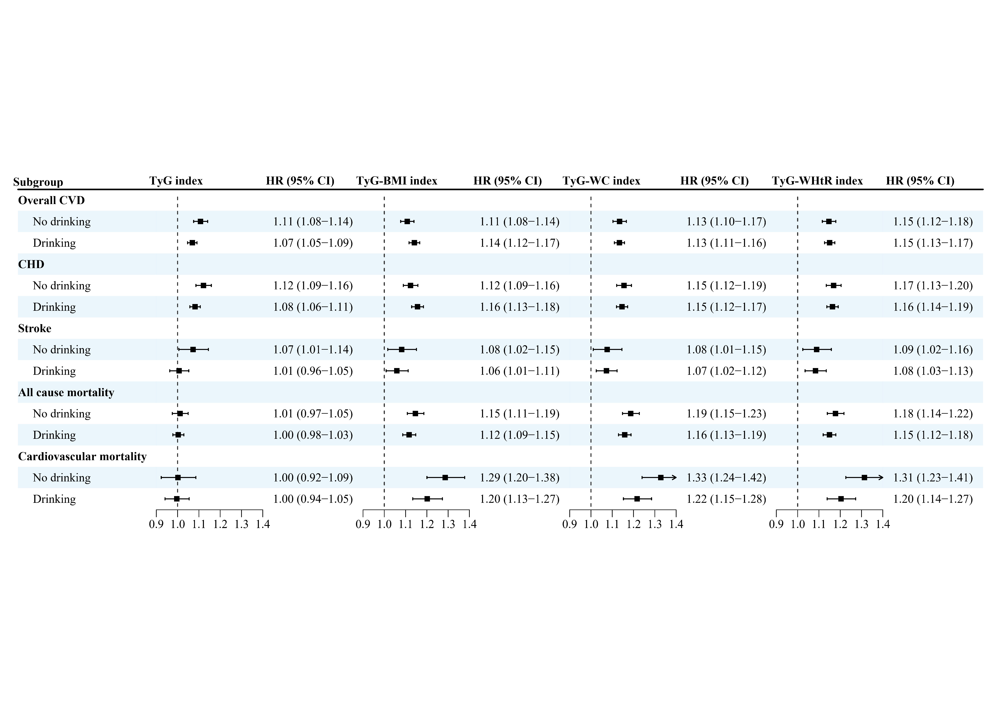 Subgroup TyG index HR (95% CI) TyG-BMI index HR (95% CI) TyG-WC index HR (95% CI) TyG-WHtR index HR (95% CI)
Overall CVD
No drinking 1.11 (1.08−1.14) 1.11 (1.08−1.14) 1.13 (1.10−1.17) 1.15 (1.12−1.18)
Drinking 1.07 (1.05−1.09) 1.14 (1.12−1.17) 1.13 (1.11−1.16) 1.15 (1.13−1.17)
CHD
No drinking 1.12 (1.09−1.16) 1.12 (1.09−1.16) 1.15 (1.12−1.19) 1.17 (1.13−1.20)
Drinking 1.08 (1.06−1.11) 1.16 (1.13−1.18) 1.15 (1.12−1.17) 1.16 (1.14−1.19)
Stroke
No drinking 1.07 (1.01−1.14) 1.08 (1.02−1.15) 1.08 (1.01−1.15) 1.09 (1.02−1.16)
Drinking 1.01 (0.96−1.05) 1.06 (1.01−1.11) 1.07 (1.02−1.12) 1.08 (1.03−1.13)
All cause mortality
No drinking 1.01 (0.97−1.05) 1.15 (1.11−1.19) 1.19 (1.15−1.23) 1.18 (1.14−1.22)
Drinking 1.00 (0.98−1.03) 1.12 (1.09−1.15) 1.16 (1.13−1.19) 1.15 (1.12−1.18)
Cardiovascular mortality
No drinking 1.00 (0.92−1.09) 1.29 (1.20−1.38) 1.33 (1.24−1.42) 1.31 (1.23−1.41)
Drinking 1.00 (0.94−1.05) 1.20 (1.13−1.27) 1.22 (1.15−1.28) 1.20 (1.14−1.27)
0.9 1.0 1.1 1.2 1.3 1.4 0.9 1.0 1.1 1.2 1.3 1.4 0.9 1.0 1.1 1.2 1.3 1.4 0.9 1.0 1.1 1.2 1.3 1.4